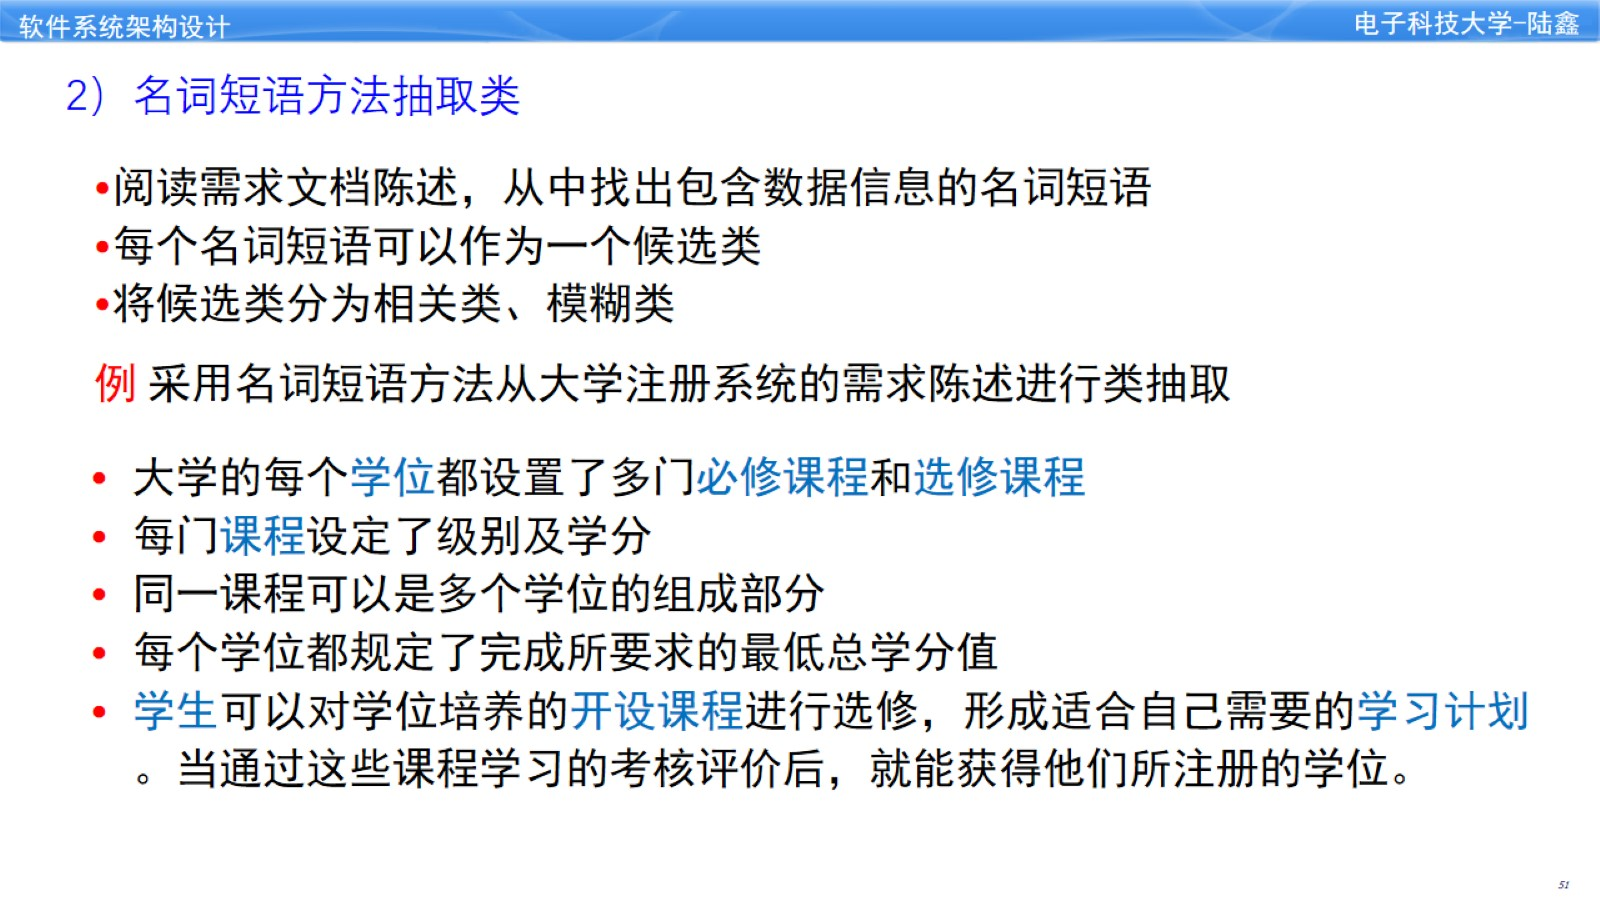 软件系统架构设计
电子科技大学-陆鑫
2）名词短语方法抽取类
•阅读需求文档陈述，从中找出包含数据信息的名词短语
•每个名词短语可以作为一个候选类
•将候选类分为相关类、模糊类
例 采用名词短语方法从大学注册系统的需求陈述进行类抽取
• 大学的每个学位都设置了多门必修课程和选修课程
• 每门课程设定了级别及学分
• 同一课程可以是多个学位的组成部分
• 每个学位都规定了完成所要求的最低总学分值
• 学生可以对学位培养的开设课程进行选修，形成适合自己需要的学习计划
。当通过这些课程学习的考核评价后，就能获得他们所注册的学位。
51